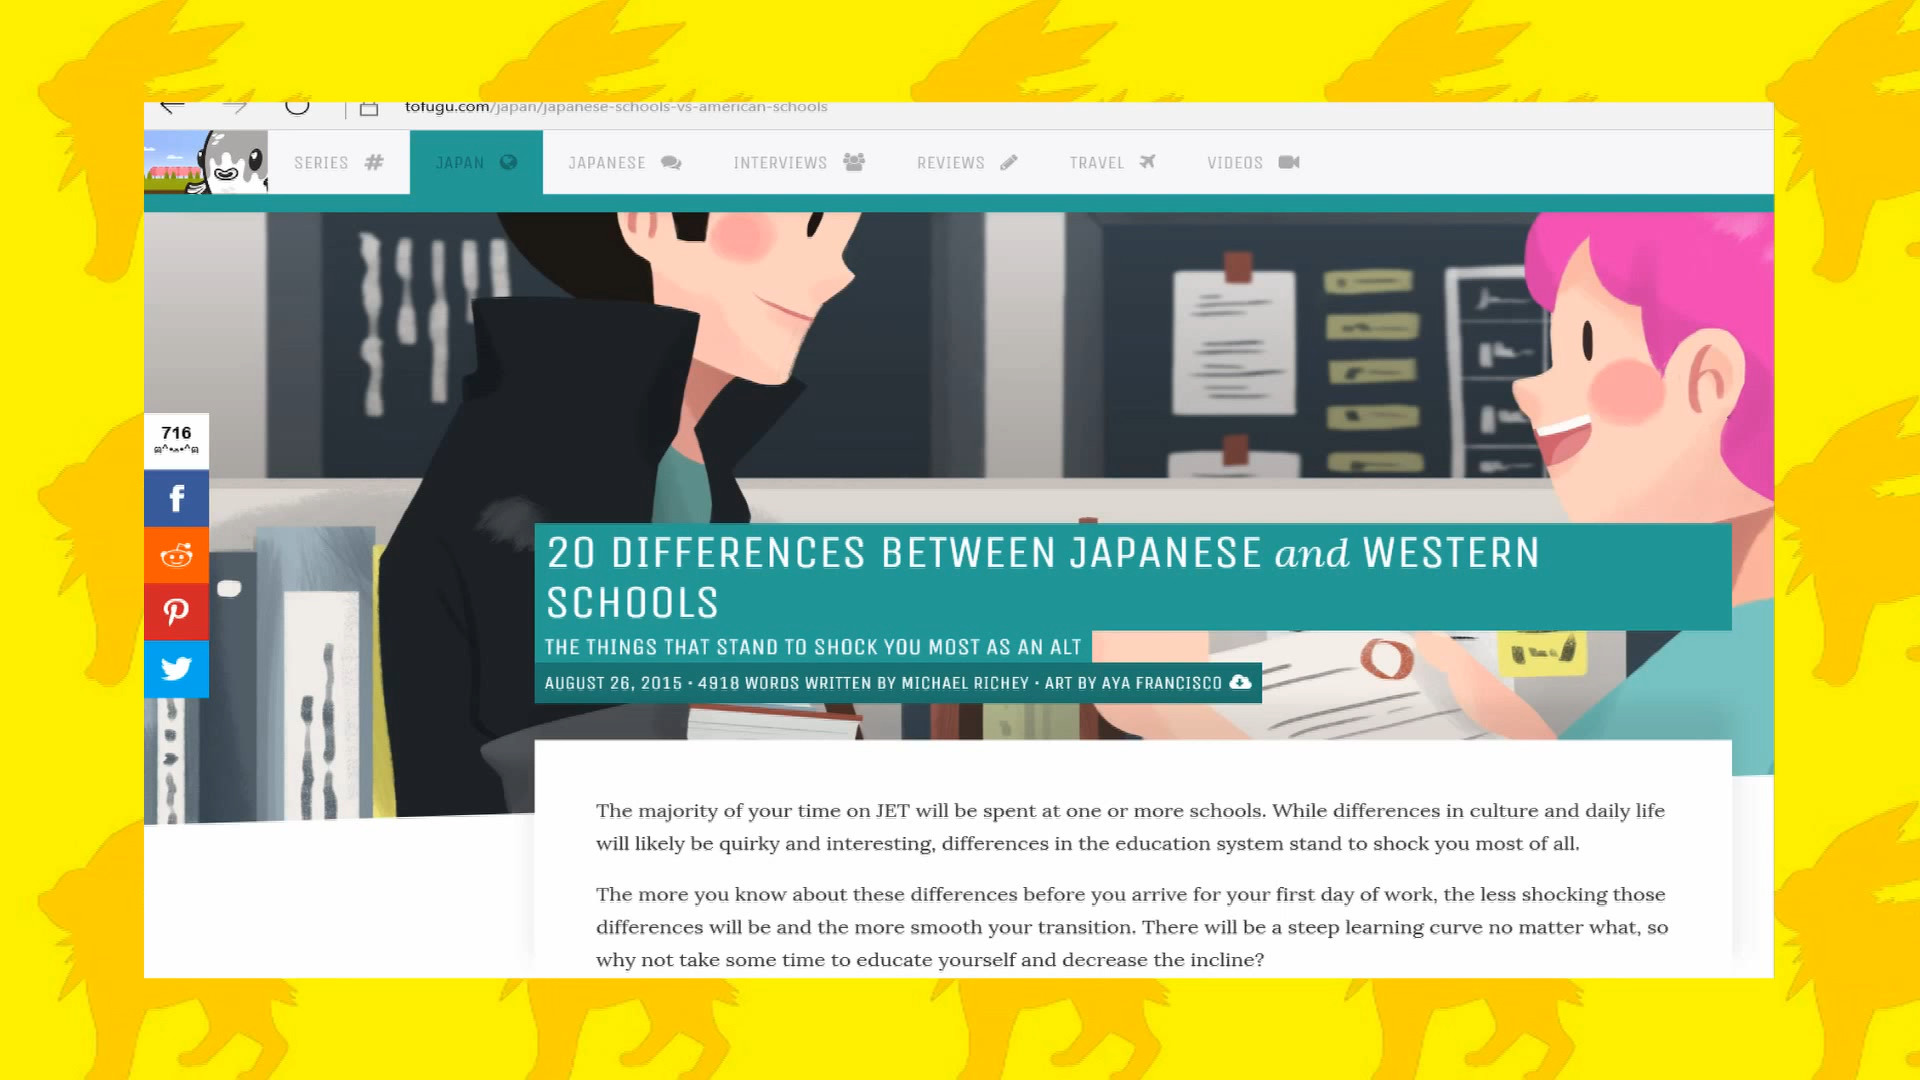 tofugu.com/japan/japanese-schools-vs-american-schools
SERIES JAPAN JAPANESE INTERVIEWS REVIEWS TRAVEL VIDEOS
716
20 DIFFERENCES BETWEEN JAPANESE and WESTERN
SCHOOLS
THE THINGS THAT STAND TO SHOCK YOU MOST AS AN ALT
AUGUST 26, 2015 • 4918 WORDS WRITTEN BY MICHAEL RICHEY • ART BY AYA FRANCISCO
The majority of your time on JET will be spent at one or more schools. While differences in culture and daily life
will likely be quirky and interesting, differences in the education system stand to shock you most of all.
The more you know about these differences before you arrive for your first day of work, the less shocking those
differences will be and the more smooth your transition. There will be a steep learning curve no matter what, so
why not take some time to educate yourself and decrease the incline?